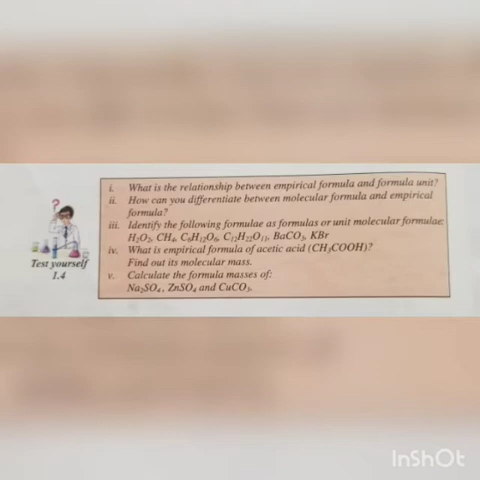 i. What is the relationship between empirical formula and formula unit?
ii. How can you differentiate between molecular formula and empirical
formula?
iii. Identify the following formulae as formulas or unit molecular formulae:
H₂O₂, CH₄, C₆H₁₂O₆, C₁₂H₂₂O₁₁, BaCO₃, KBr
iv. What is empirical formula of acetic acid (CH₃COOH)?
Find out its molecular mass.
v. Calculate the formula masses of:
Na₂SO₄, ZnSO₄ and CuCO₃.
Test yourself
1.4
InShOt